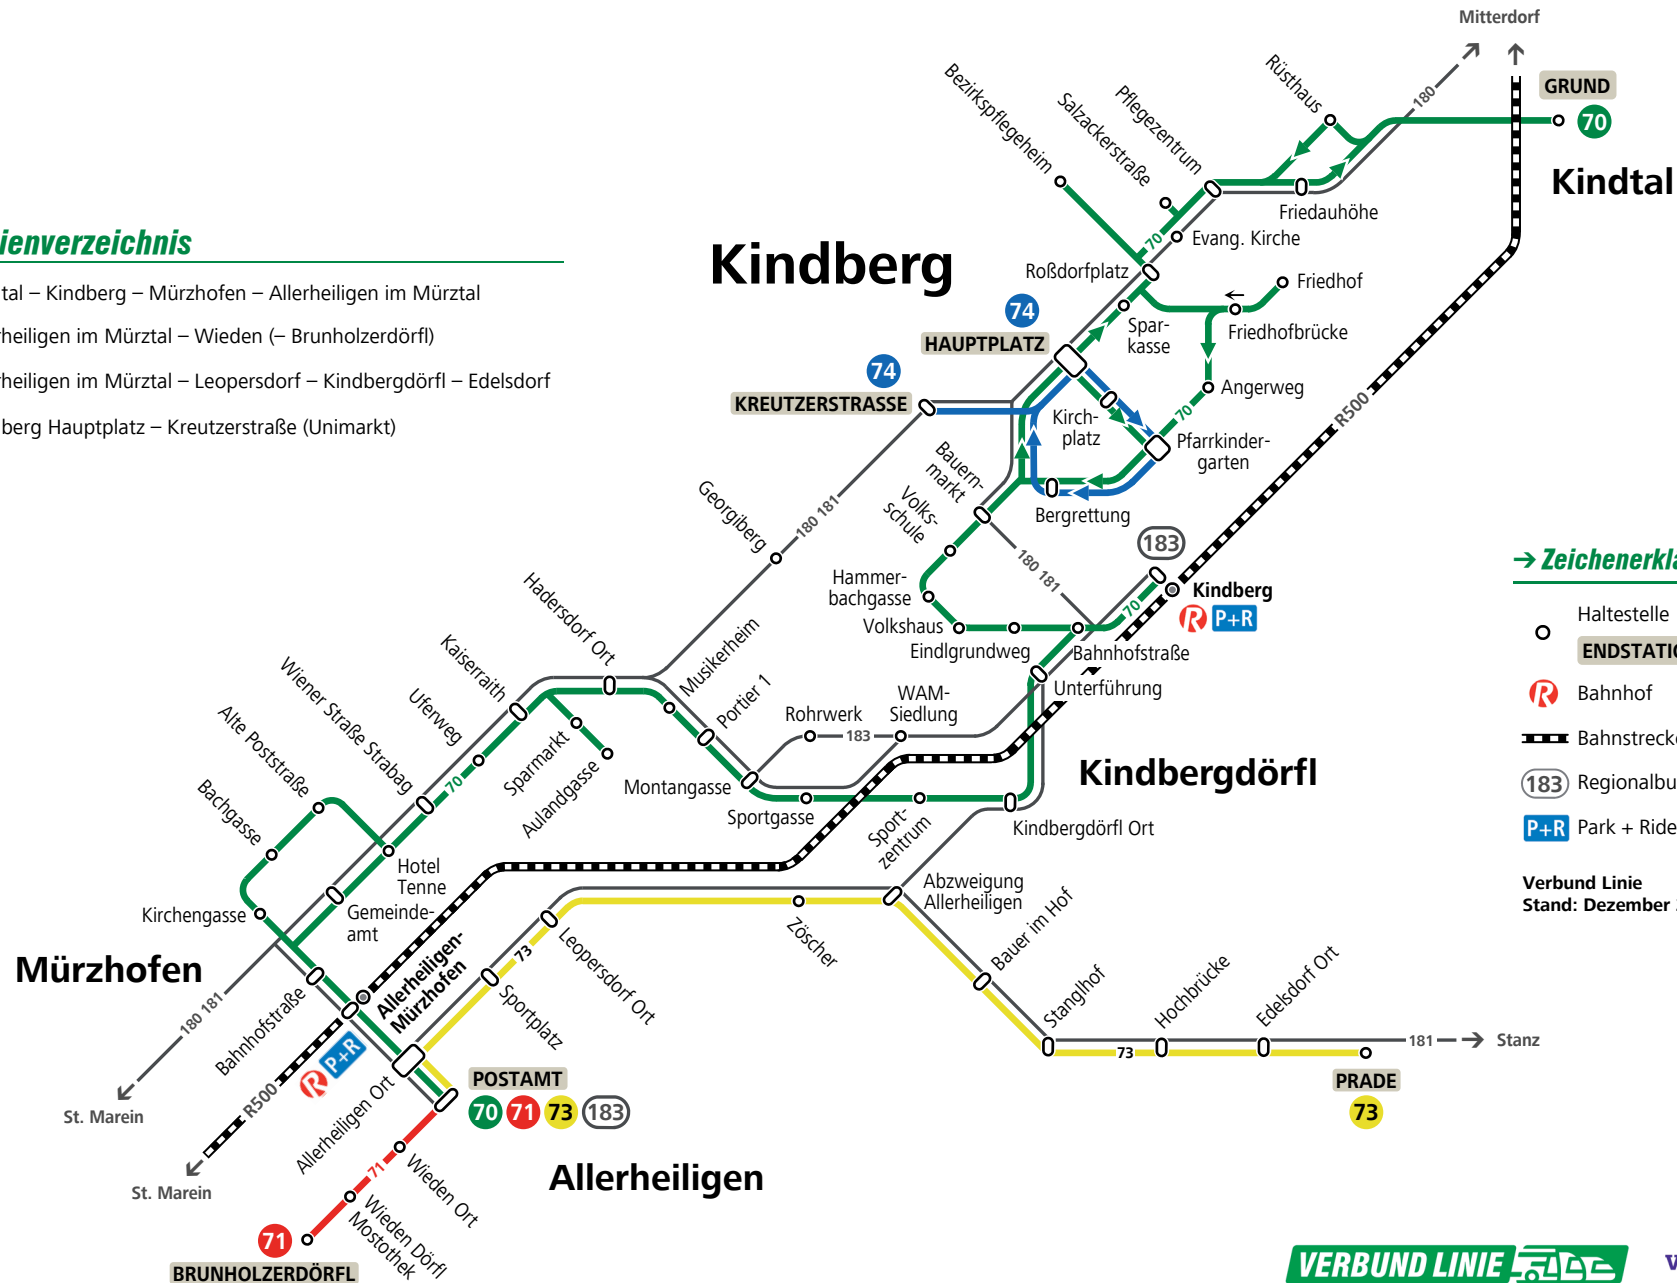 Mitterdorf
GRUND
70
Kindtal
180
Rüsthaus
Pflegezentrum
Salzackerstraße
Bezirkspflegeheim
Friedauhöhe
70
Evang. Kirche
Roßdorfplatz
Kindberg
ienverzeichnis
tal – Kindberg – Mürzhofen – Allerheiligen im Mürztal
rheiligen im Mürztal – Wieden (– Brunholzerdörfl)
rheiligen im Mürztal – Leopersdorf – Kindbergdörfl – Edelsdorf
berg Hauptplatz – Kreutzerstraße (Unimarkt)
Friedhof
Friedhofbrücke
Spar-
kasse
74
HAUPTPLATZ
74
KREUTZERSTRASSE
Angerweg
70
R500
Kirch-
platz
Pfarrkinder-
garten
Bauern-
markt
Volks-
schule
Bergrettung
Georgiberg
180 181
180 181
183
Kindberg
R P+R
70
Hammer-
bachgasse
Volkshaus
Eindlgrundweg
Bahnhofstraße
Unterführung
→ Zeichenerklä
Haltestelle
ENDSTATIO
R Bahnhof
Bahnstrecke
183 Regionalbu
P+R Park + Ride
Verbund Linie
Stand: Dezember
Hadersdorf Ort
Musikerheim
Portier 1
Kaiserraith
Uferweg
Wiener Straße Strabag
Alte Poststraße
Bachgasse
Rohrwerk
183
WAM-
Siedlung
Kindbergdörfl
Montangasse
Sportgasse
Sport-
zentrum
Kindbergdörfl Ort
Sparmarkt
Aulandgasse
70
Hotel
Tenne
Gemeinde-
amt
Kirchengasse
Mürzhofen
Abzweigung
Allerheiligen
Zöscher
Bauer im Hof
Leopersdorf Ort
73
Sportplatz
Allerheiligen-
Mürzhofen
Bahnhofstraße
180 181
R P+R
R500
St. Marein
St. Marein
Stanglhof
Hochbrücke
Edelsdorf Ort
73
181
Stanz
PRADE
73
POSTAMT
70 71 73 183
Allerheiligen Ort
Allerheiligen
Wieden Ort
71
Wieden Dörfl
Mostothek
71
BRUNHOLZERDÖRFL
VERBUND LINIE